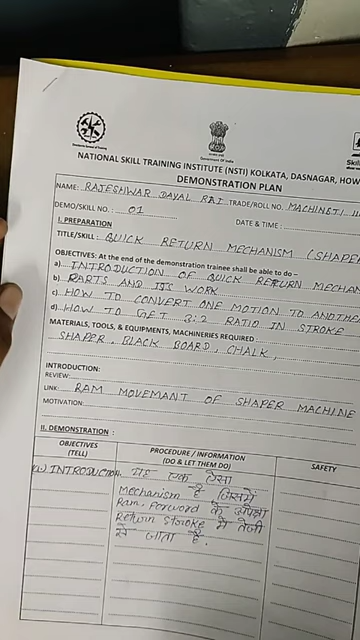 Government of India
NATIONAL SKILL TRAINING INSTITUTE (NSTI) KOLKATA, DASNAGAR, HOW
DEMONSTRATION PLAN
NAME: RAJESHWAR DAYAL RAI TRADE/ROLL NO. MACHINIST
DEMO/SKILL NO. : 01 DATE & TIME :
I. PREPARATION
TITLE/SKILL: QUICK RETURN MECHANISM (SHAPER
OBJECTIVES: At the end of the demonstration trainee shall be able to do –
a) INTRODUCTION OF QUICK RETURN MECHAN
b) PARTS AND ITS WORK
c) HOW TO CONVERT ONE MOTION TO ANOTHE
d) HOW TO GET 3:2 RATIO IN STROKE
MATERIALS, TOOLS, & EQUIPMENTS, MACHINERIES REQUIRED :
SHAPER, BLACK BOARD, CHALK,
INTRODUCTION:
REVIEW:
LINK: RAM MOVEMANT OF SHAPER MACHINE
MOTIVATION:
II. DEMONSTRATION :
OBJECTIVES
(TELL)
PROCEDURE / INFORMATION
(DO & LET THEM DO)
SAFETY
INTRODUCTION
यह एक ऐसा
mechanism है जिसमें
Ram, Forword के अपेक्षा
Return stroke में तेजी
से जाता है.